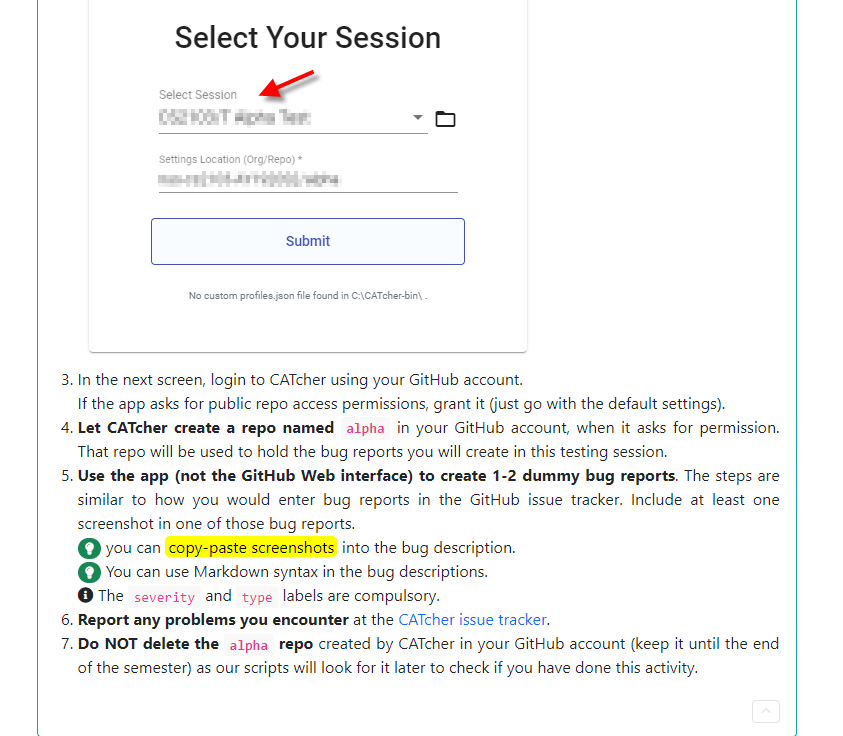 Select Your Session
Select Session
Settings Location (Org/Repo) *
Submit
No custom profiles.json file found in C:\CATcher-bin\ .
3. In the next screen, login to CATcher using your GitHub account.
If the app asks for public repo access permissions, grant it (just go with the default settings).
4. Let CATcher create a repo named alpha in your GitHub account, when it asks for permission.
That repo will be used to hold the bug reports you will create in this testing session.
5. Use the app (not the GitHub Web interface) to create 1-2 dummy bug reports. The steps are
similar to how you would enter bug reports in the GitHub issue tracker. Include at least one
screenshot in one of those bug reports.
you can copy-paste screenshots into the bug description.
You can use Markdown syntax in the bug descriptions.
The severity and type labels are compulsory.
6. Report any problems you encounter at the CATcher issue tracker.
7. Do NOT delete the alpha repo created by CATcher in your GitHub account (keep it until the end
of the semester) as our scripts will look for it later to check if you have done this activity.